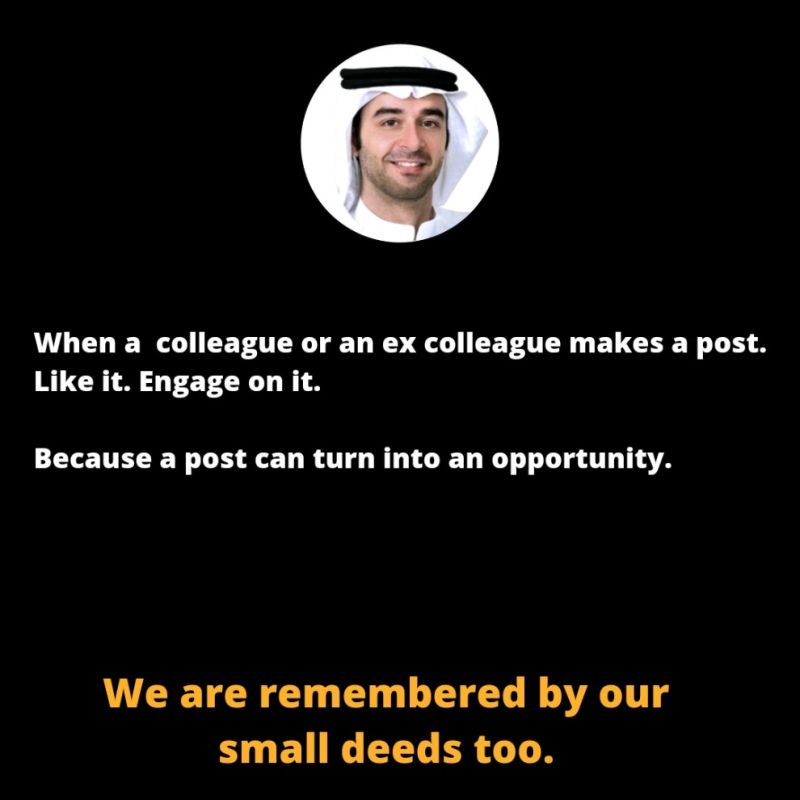 When a  colleague or an ex colleague makes a post.
Like it. Engage on it.
Because a post can turn into an opportunity.
We are remembered by our
small deeds too.